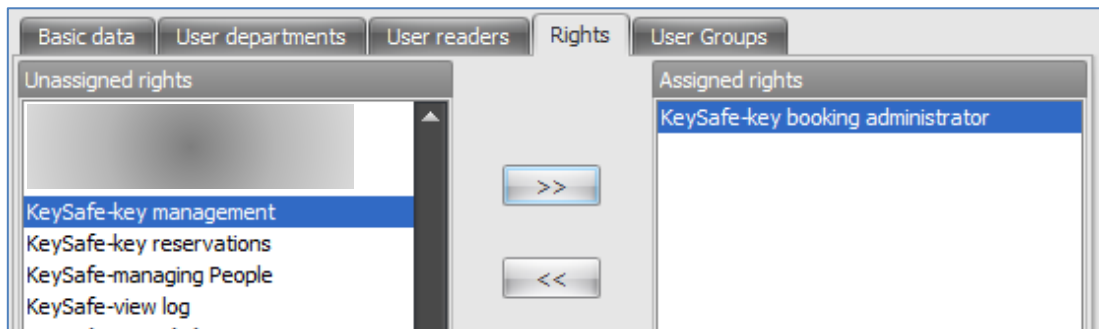 Basic data User departments User readers Rights User Groups
Unassigned rights
KeySafe-key management
KeySafe-key reservations
KeySafe-managing People
KeySafe-view log
>>
<<
Assigned rights
KeySafe-key booking administrator